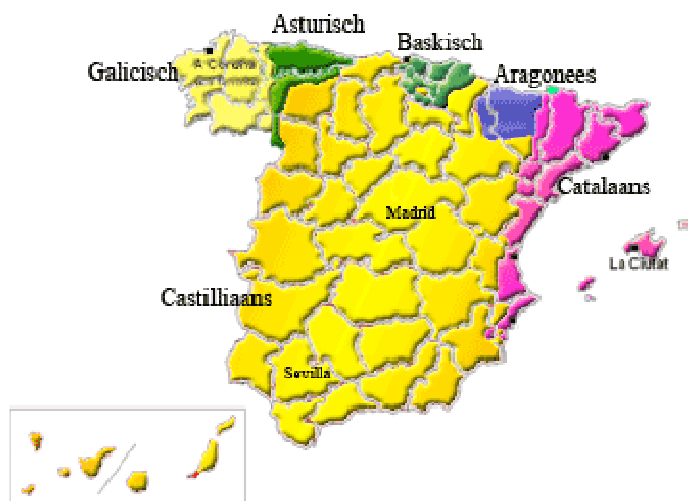 Asturisch
Baskisch
Galicisch
A Coruña
Aragonees
Catalaans
Madrid
La Ciutat
Castilliaans
Sevilla